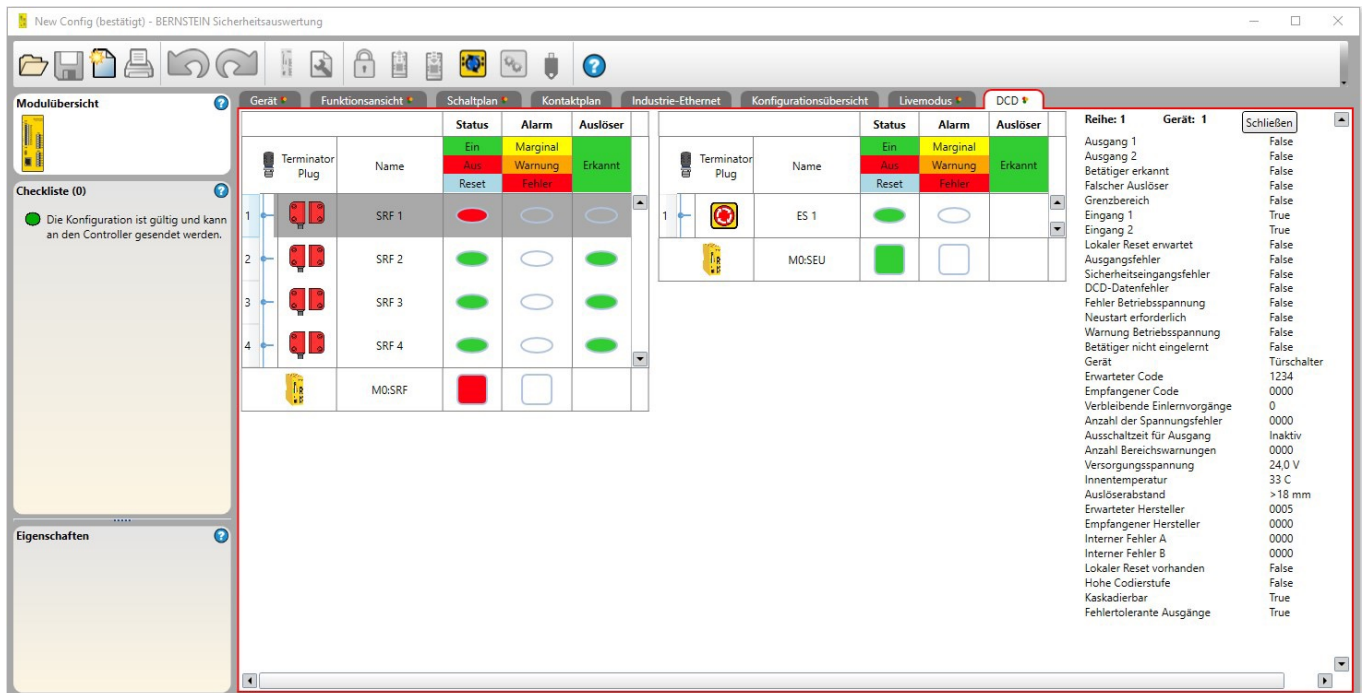 New Config (bestätigt) - BERNSTEIN Sicherheitsauswertung
Modulübersicht
Checkliste (0)
Die Konfiguration ist gültig und kann
an den Controller gesendet werden.
Eigenschaften
Gerät Funktionsansicht Schaltplan Kontaktplan Industrie-Ethernet Konfigurationsübersicht Livemodus DCD
Status Alarm Auslöser
Terminator
Plug
Name
Ein Marginal
Aus Warnung Erkannt
Reset Fehler
1 SRF 1
2 SRF 2
3 SRF 3
4 SRF 4
M0:SRF
Status Alarm Auslöser
Terminator
Plug
Name
Ein Marginal
Aus Warnung Erkannt
Reset Fehler
1 ES 1
M0:SEU
Reihe: 1 Gerät: 1 Schließen
Ausgang 1 False
Ausgang 2 False
Betätiger erkannt False
Falscher Auslöser False
Grenzbereich False
Eingang 1 True
Eingang 2 True
Lokaler Reset erwartet False
Ausgangsfehler False
Sicherheitseingangsfehler False
DCD-Datenfehler False
Fehler Betriebsspannung False
Neustart erforderlich False
Warnung Betriebsspannung False
Betätiger nicht eingelernt False
Gerät Türschalter
Erwarteter Code 1234
Empfangener Code 0000
Verbleibende Einlernvorgänge 0
Anzahl der Spannungsfehler 0000
Ausschaltzeit für Ausgang Inaktiv
Anzahl Bereichswarnungen 0000
Versorgungsspannung 24,0 V
Innentemperatur 33 C
Auslöserabstand >18 mm
Erwarteter Hersteller 0005
Empfangener Hersteller 0000
Interner Fehler A 0000
Interner Fehler B 0000
Lokaler Reset vorhanden False
Hohe Codierstufe False
Kaskadierbar True
Fehlertolerante Ausgänge True